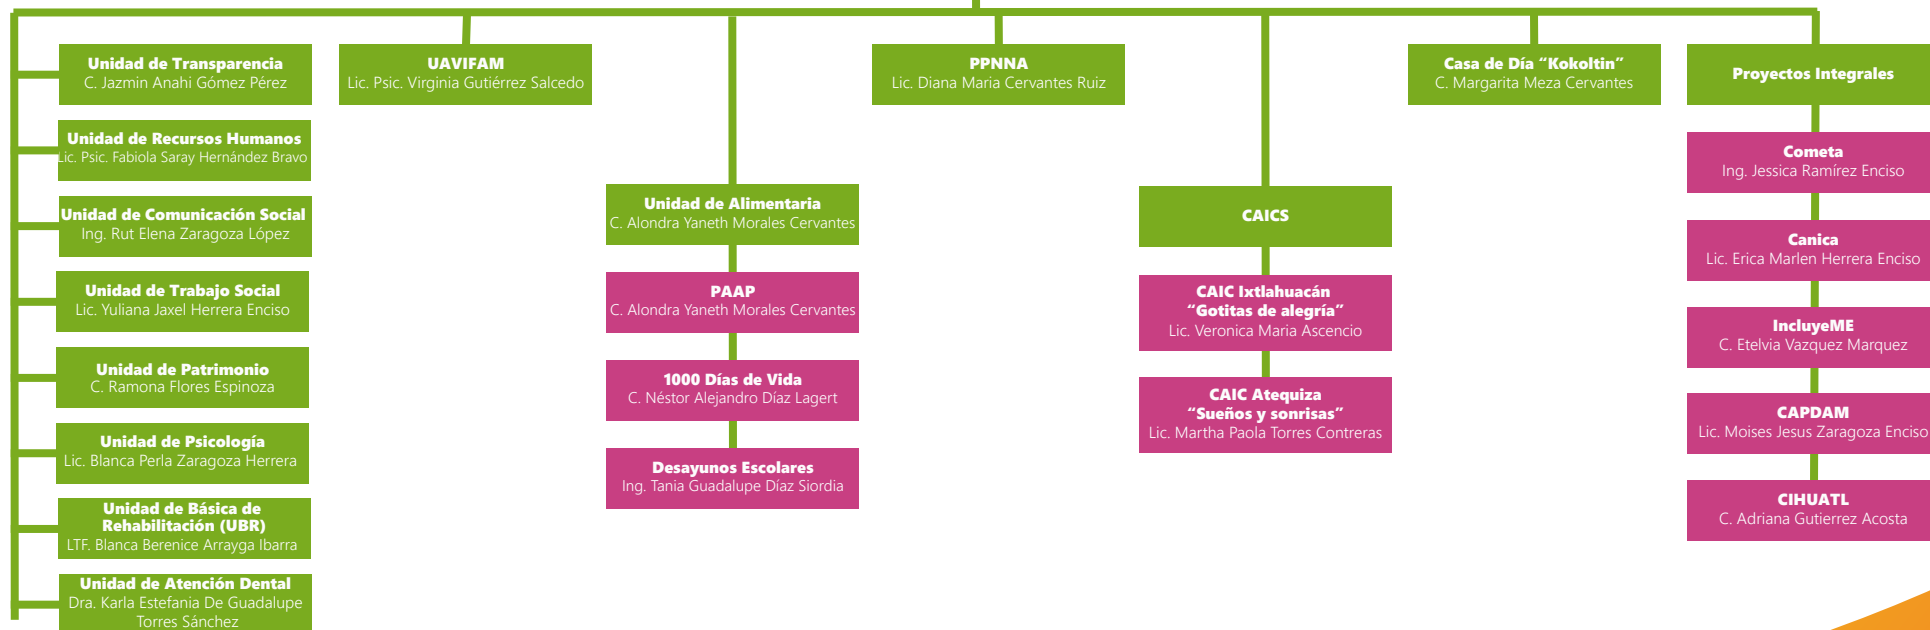 Unidad de Transparencia
C. Jazmin Anahi Gómez Pérez
Unidad de Recursos Humanos
Lic. Psic. Fabiola Saray Hernández Bravo
Unidad de Comunicación Social
Ing. Rut Elena Zaragoza López
Unidad de Trabajo Social
Lic. Yuliana Jaxel Herrera Enciso
Unidad de Patrimonio
C. Ramona Flores Espinoza
Unidad de Psicología
Lic. Blanca Perla Zaragoza Herrera
Unidad de Básica de
Rehabilitación (UBR)
LTF. Blanca Berenice Arrayga Ibarra
Unidad de Atención Dental
Dra. Karla Estefania De Guadalupe
Torres Sánchez
UAVIFAM
Lic. Psic. Virginia Gutiérrez Salcedo
Unidad de Alimentaria
C. Alondra Yaneth Morales Cervantes
PAAP
C. Alondra Yaneth Morales Cervantes
1000 Días de Vida
C. Néstor Alejandro Díaz Lagert
Desayunos Escolares
Ing. Tania Guadalupe Díaz Siordia
PPNNA
Lic. Diana Maria Cervantes Ruiz
CAICS
CAIC Ixtlahuacán
“Gotitas de alegría”
Lic. Veronica Maria Ascencio
CAIC Atequiza
“Sueños y sonrisas”
Lic. Martha Paola Torres Contreras
Casa de Día “Kokoltin”
C. Margarita Meza Cervantes
Proyectos Integrales
Cometa
Ing. Jessica Ramírez Enciso
Canica
Lic. Erica Marlen Herrera Enciso
IncluyeME
C. Etelvia Vazquez Marquez
CAPDAM
Lic. Moises Jesus Zaragoza Enciso
CIHUATL
C. Adriana Gutierrez Acosta